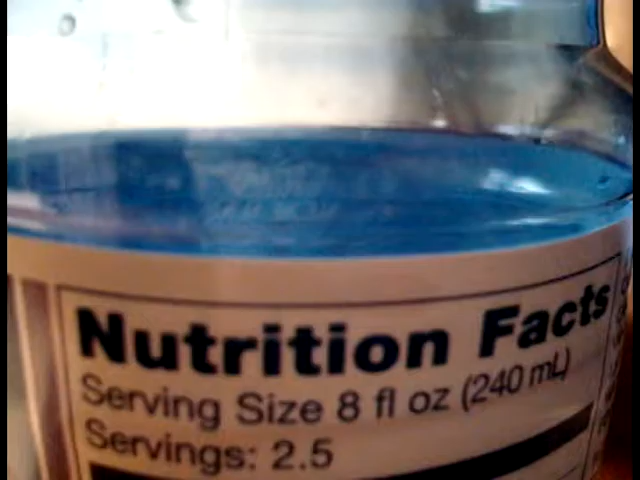 Nutrition Facts
Serving Size 8 fl oz (240 mL)
Servings: 2.5